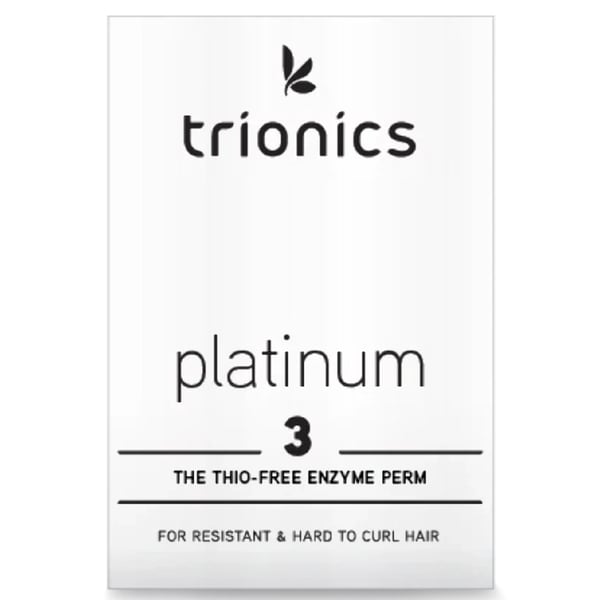 trionics
platinum
3
THE THIO-FREE ENZYME PERM
FOR RESISTANT & HARD TO CURL HAIR